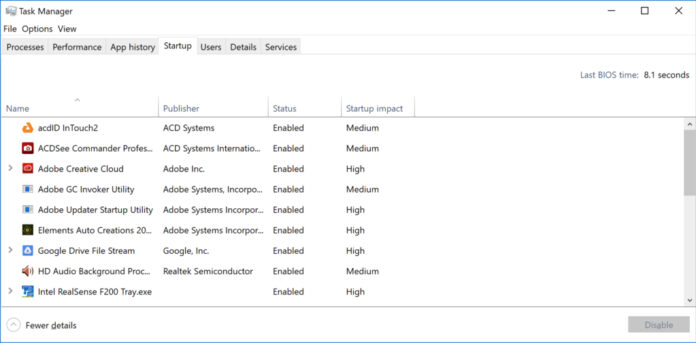 Task Manager
File Options View
Processes Performance App history Startup Users Details Services
Last BIOS time: 8.1 seconds
Name Publisher Status Startup impact
acdID InTouch2 ACD Systems Enabled Medium
ACDSee Commander Profes... ACD Systems Internatio... Enabled Medium
Adobe Creative Cloud Adobe Inc. Enabled High
Adobe GC Invoker Utility Adobe Systems, Incorpo... Enabled Medium
Adobe Updater Startup Utility Adobe Systems Incorpor... Enabled High
Elements Auto Creations 20... Adobe Systems Incorpor... Enabled High
Google Drive File Stream Google, Inc. Enabled High
HD Audio Background Proc... Realtek Semiconductor Enabled Medium
Intel RealSense F200 Tray.exe Enabled High
Fewer details Disable